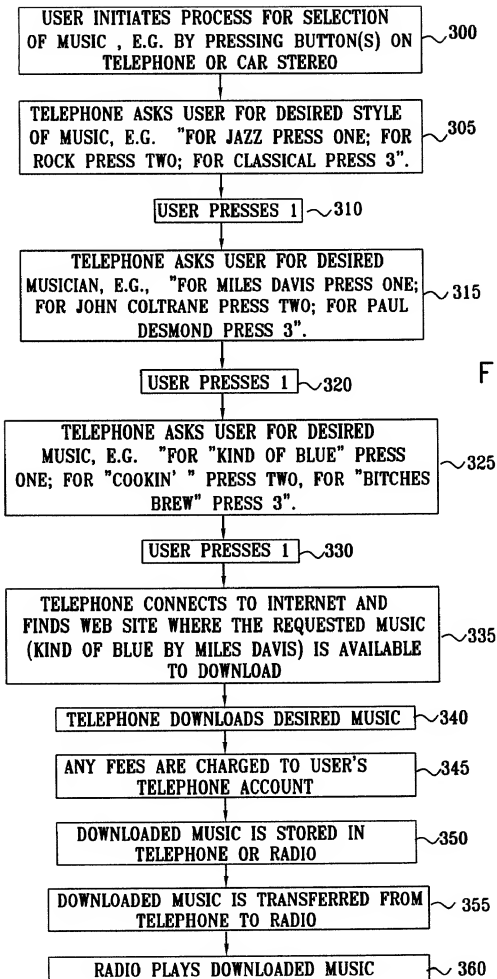 USER INITIATES PROCESS FOR SELECTION
OF MUSIC , E.G. BY PRESSING BUTTON(S) ON
TELEPHONE OR CAR STEREO
300
TELEPHONE ASKS USER FOR DESIRED STYLE
OF MUSIC, E.G. "FOR JAZZ PRESS ONE; FOR
ROCK PRESS TWO; FOR CLASSICAL PRESS 3".
305
USER PRESSES 1
310
TELEPHONE ASKS USER FOR DESIRED
MUSICIAN, E.G., "FOR MILES DAVIS PRESS ONE;
FOR JOHN COLTRANE PRESS TWO; FOR PAUL
DESMOND PRESS 3".
315
USER PRESSES 1
320
F
TELEPHONE ASKS USER FOR DESIRED
MUSIC, E.G. "FOR "KIND OF BLUE" PRESS
ONE; FOR "COOKIN' " PRESS TWO, FOR "BITCHES
BREW" PRESS 3".
325
USER PRESSES 1
330
TELEPHONE CONNECTS TO INTERNET AND
FINDS WEB SITE WHERE THE REQUESTED MUSIC
(KIND OF BLUE BY MILES DAVIS) IS AVAILABLE
TO DOWNLOAD
335
TELEPHONE DOWNLOADS DESIRED MUSIC
340
ANY FEES ARE CHARGED TO USER'S
TELEPHONE ACCOUNT
345
DOWNLOADED MUSIC IS STORED IN
TELEPHONE OR RADIO
350
DOWNLOADED MUSIC IS TRANSFERRED FROM
TELEPHONE TO RADIO
355
RADIO PLAYS DOWNLOADED MUSIC
360